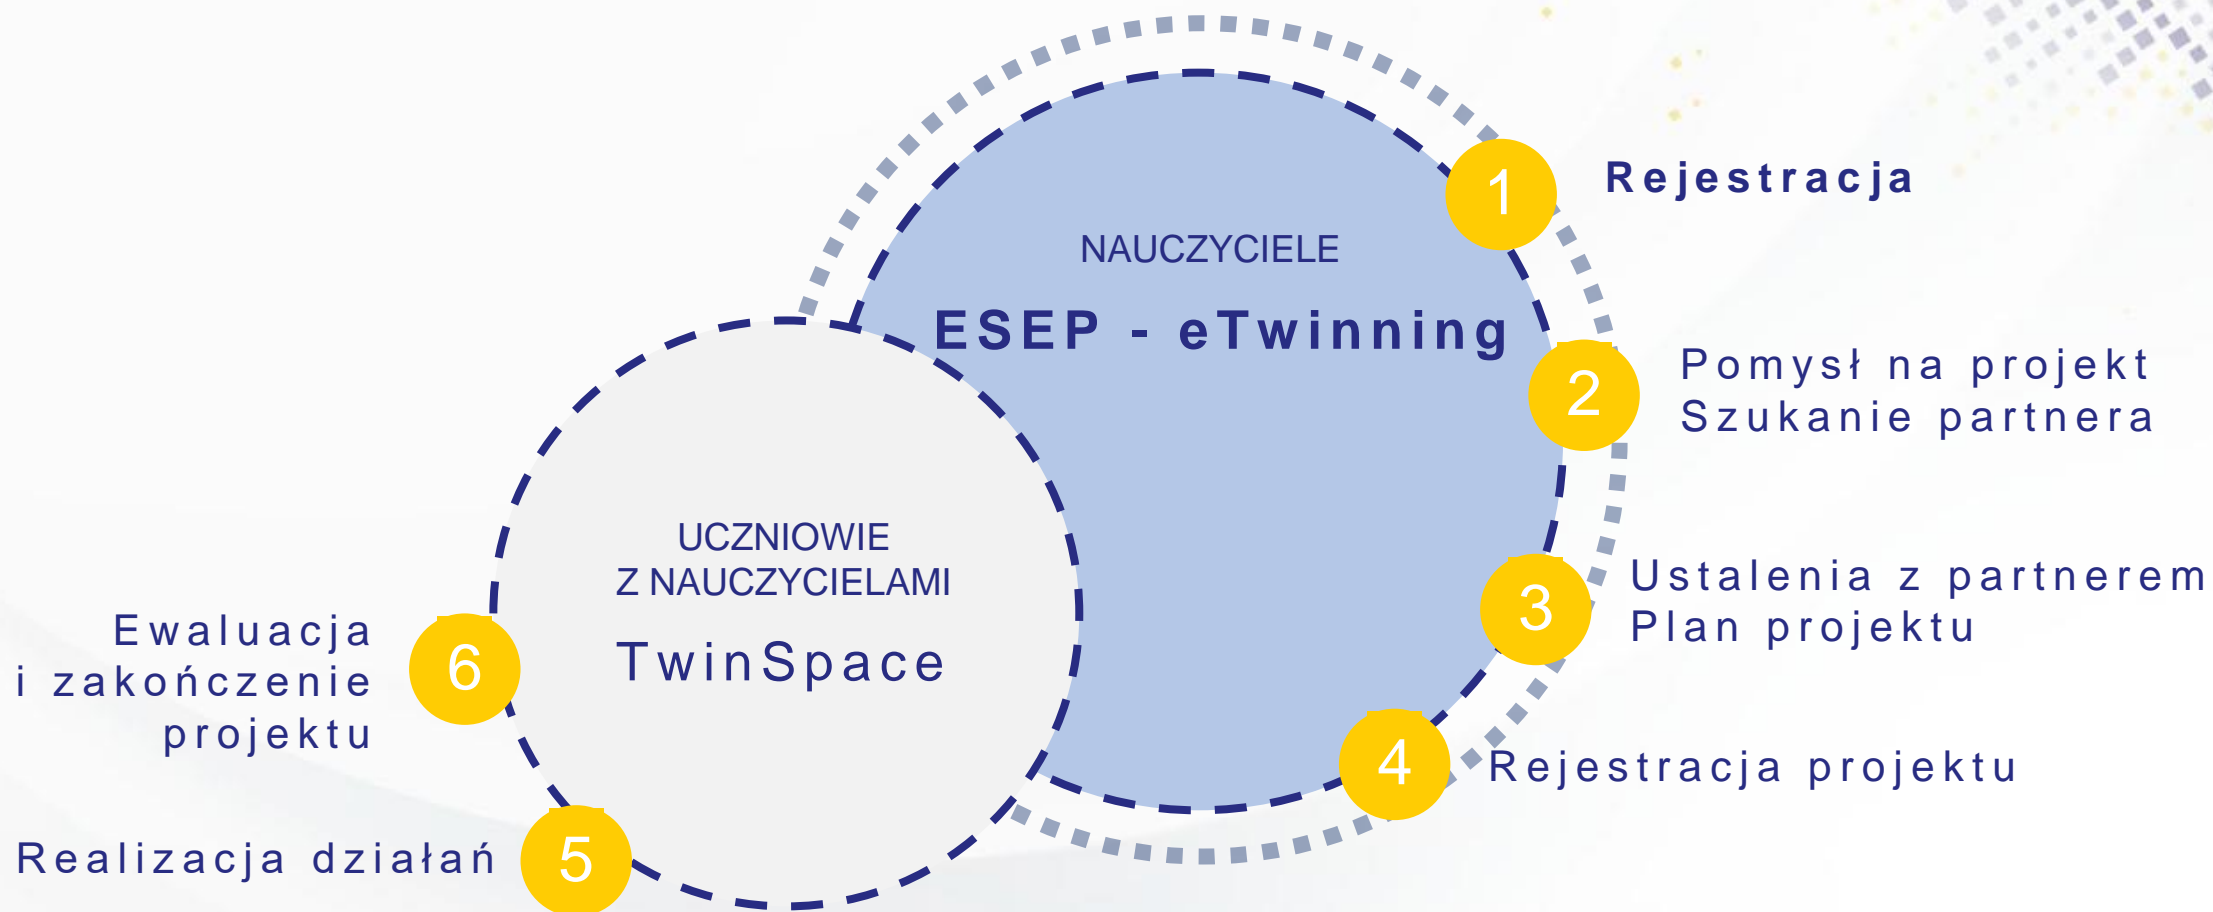 NAUCZYCIELE
ESEP - eTwinning
1
Rejestracja
2
Pomysł na projekt
Szukanie partnera
3
Ustalenia z partnerem
Plan projektu
4
Rejestracja projektu
UCZNIOWIE
Z NAUCZYCIELAMI
TwinSpace
5
Realizacja działań
6
Ewaluacja
i zakończenie
projektu